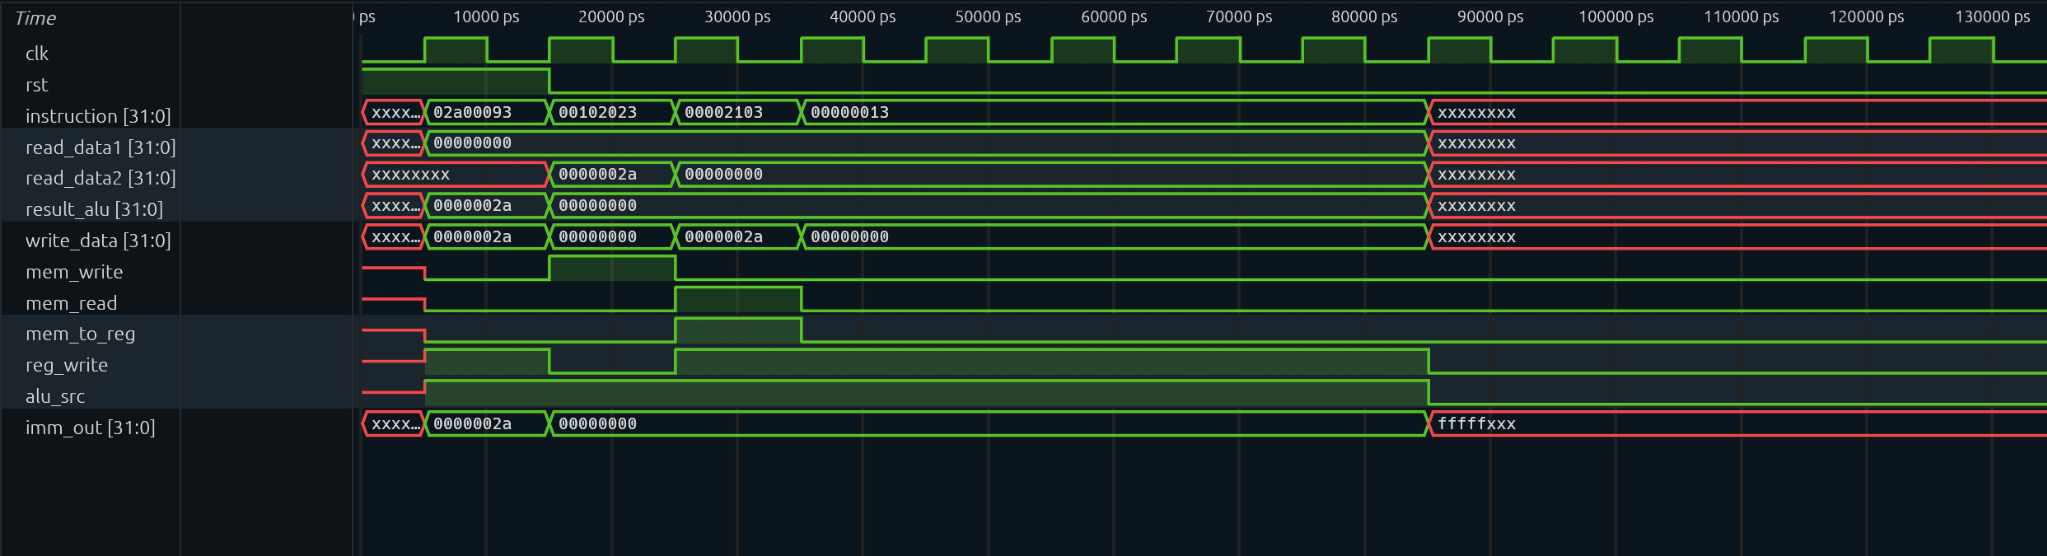 Time ps 10000 ps 20000 ps 30000 ps 40000 ps 50000 ps 60000 ps 70000 ps 80000 ps 90000 ps 100000 ps 110000 ps 120000 ps 130000 ps
clk
rst
instruction [31:0] xxxx… 02a00093 00102023 00002103 00000013 xxxxxxxx
read_data1 [31:0] xxxx… 00000000 xxxxxxxx
read_data2 [31:0] xxxxxxxx 0000002a 00000000 xxxxxxxx
result_alu [31:0] xxxx… 0000002a 00000000 xxxxxxxx
write_data [31:0] xxxx… 0000002a 00000000 0000002a 00000000 xxxxxxxx
mem_write
mem_read
mem_to_reg
reg_write
alu_src
imm_out [31:0] xxxx… 0000002a 00000000 fffffxxx